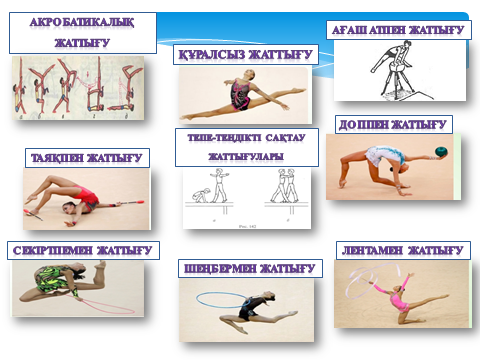 АКРОБАТИКАЛЫҚ
ЖАТТЫҒУ
ҚҰРАЛСЫЗ ЖАТТЫҒУ
АҒАШ АТПЕН ЖАТТЫҒУ
ТАЯҚПЕН ЖАТТЫҒУ
ТЕПЕ-ТЕҢДІКТІ САҚТАУ
ЖАТТЫҒУЛАРЫ
ДОППЕН ЖАТТЫҒУ
СЕКІРТПЕМЕН ЖАТТЫҒУ
ШЕҢБЕРМЕН ЖАТТЫҒУ
ЛЕНТАМЕН ЖАТТЫҒУ